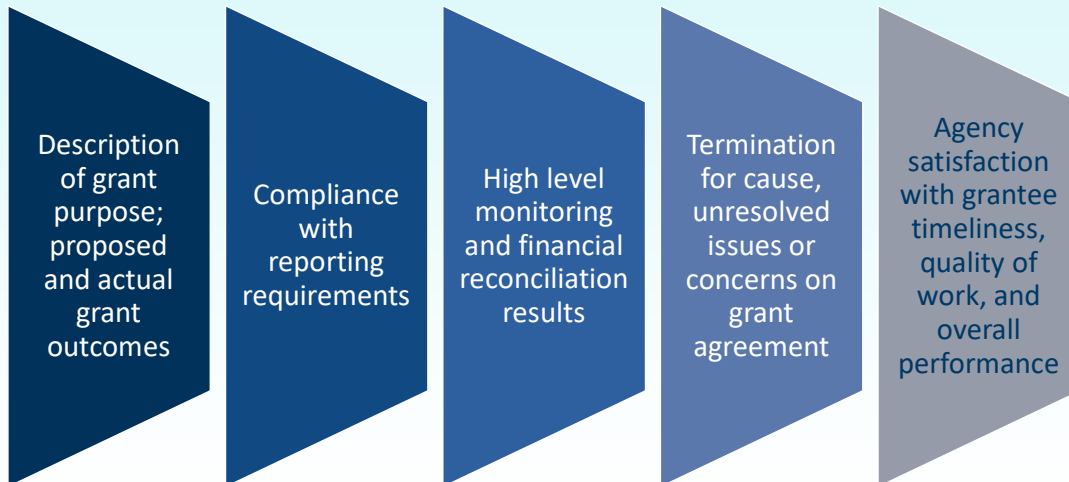 Description
of grant
purpose;
proposed
and actual
grant
outcomes
Compliance
with
reporting
requirements
High level
monitoring
and financial
reconciliation
results
Termination
for cause,
unresolved
issues or
concerns on
grant
agreement
Agency
satisfaction
with grantee
timeliness,
quality of
work, and
overall
performance